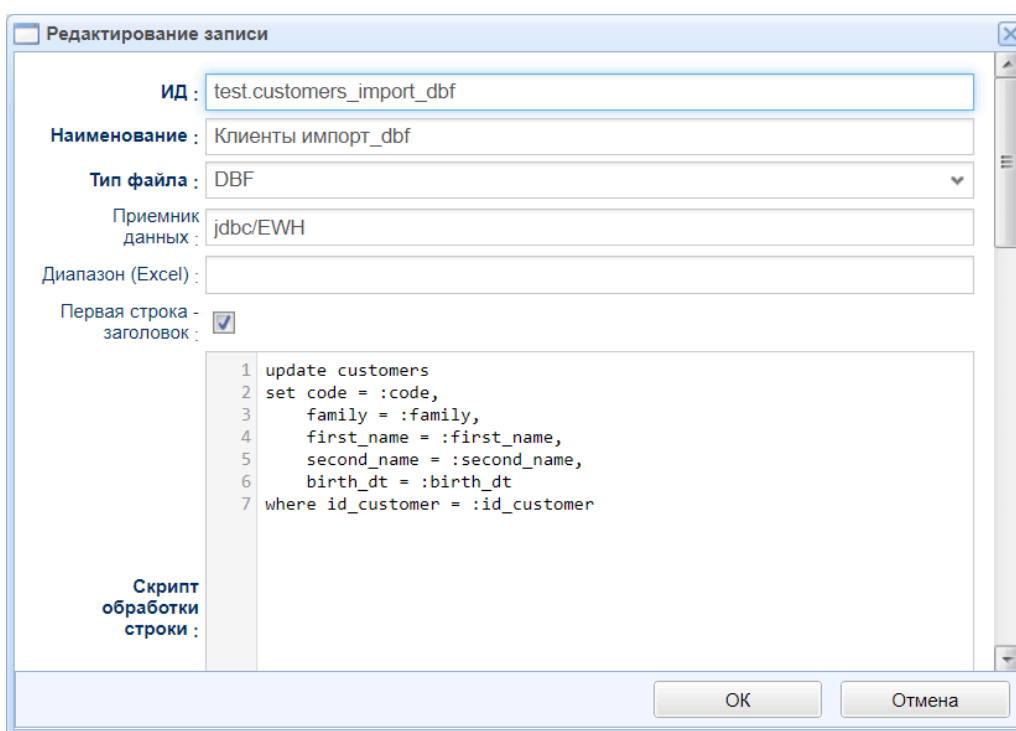 Редактирование записи
ИД : test.customers_import_dbf
Наименование : Клиенты импорт_dbf
Тип файла : DBF
Приемник
данных : jdbc/EWH
Диапазон (Excel) :
Первая строка -
заголовок :
1 update customers
2 set code = :code,
3     family = :family,
4     first_name = :first_name,
5     second_name = :second_name,
6     birth_dt = :birth_dt
7 where id_customer = :id_customer
Скрипт
обработки
строки :
ОК Отмена